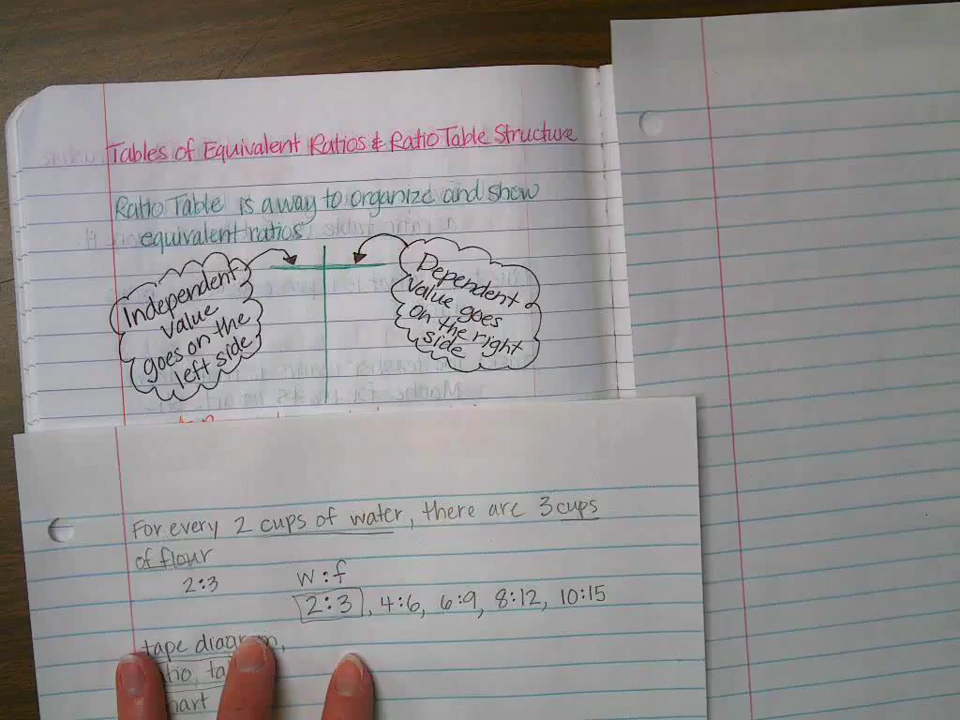 Tables of Equivalent Ratios & Ratio Table Structure
Ratio Table is a way to organize and show
equivalent ratios
Independent
value
goes on the
left side
Dependent
value goes
on the right
side
For every 2 cups of water, there are 3 cups
of flour
2:3
w:f
2:3, 4:6, 6:9, 8:12, 10:15
tape